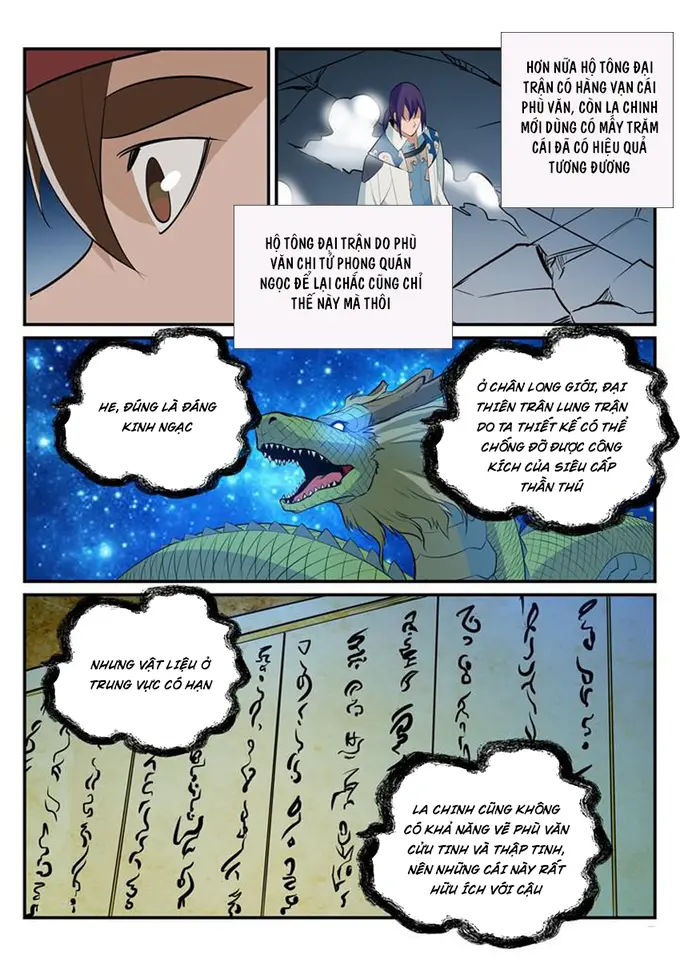 HƠN NỮA HỘ TÔNG ĐẠI
TRẬN CÓ HÀNG VẠN CÁI
PHÙ VĂN, CÒN LA CHINH
MỚI DÙNG CÓ MẤY TRĂM
CÁI ĐÃ CÓ HIỆU QUẢ
TƯƠNG ĐƯƠNG
HỘ TÔNG ĐẠI TRẬN DO PHÙ
VĂN CHI TỬ PHONG QUÁN
NGỌC ĐỂ LẠI CHẮC CŨNG CHỈ
THẾ NÀY MÀ THÔI
HE, ĐÚNG LÀ ĐÁNG
KINH NGẠC
Ở CHÂN LONG GIỚI, ĐẠI
THIÊN TRÂN LUNG TRẬN
DO TA THIẾT KẾ CÓ THỂ
CHỐNG ĐỠ ĐƯỢC CÔNG
KÍCH CỦA SIÊU CẤP
THẦN THÚ
NHƯNG VẬT LIỆU Ở
TRUNG VỰC CÓ HẠN
LA CHINH CŨNG KHÔNG
CÓ KHẢ NĂNG VẼ PHÙ VĂN
CỬU TINH VÀ THẬP TINH,
NÊN NHỮNG CÁI NÀY RẤT
HỮU ÍCH VỚI CẬU